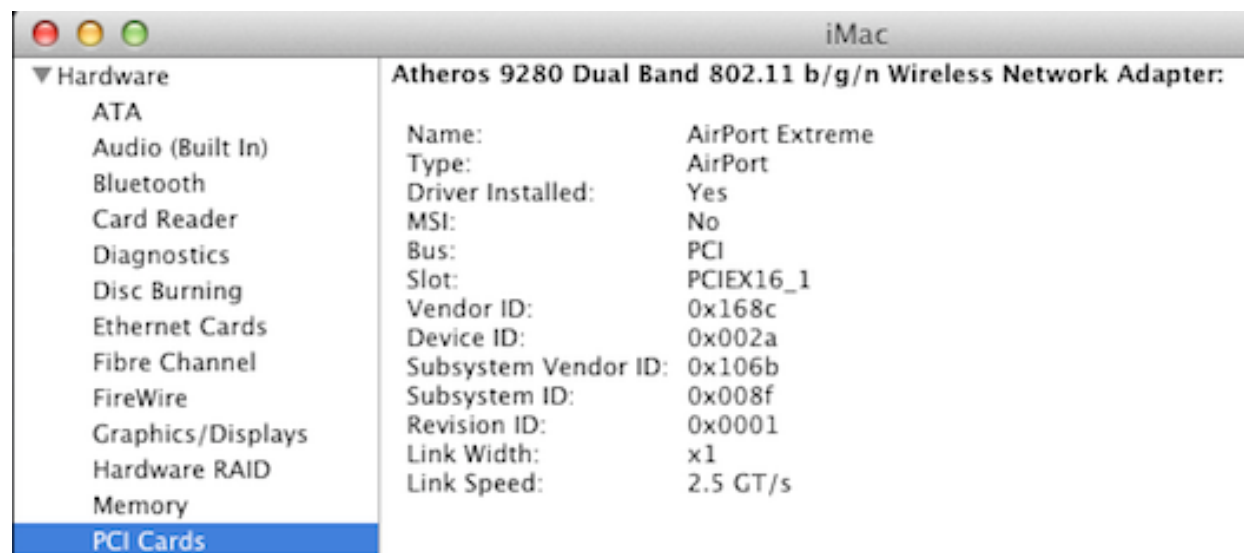 iMac
▼Hardware
ATA
Audio (Built In)
Bluetooth
Card Reader
Diagnostics
Disc Burning
Ethernet Cards
Fibre Channel
FireWire
Graphics/Displays
Hardware RAID
Memory
PCI Cards
Atheros 9280 Dual Band 802.11 b/g/n Wireless Network Adapter:
Name: AirPort Extreme
Type: AirPort
Driver Installed: Yes
MSI: No
Bus: PCI
Slot: PCIEX16_1
Vendor ID: 0x168c
Device ID: 0x002a
Subsystem Vendor ID: 0x106b
Subsystem ID: 0x008f
Revision ID: 0x0001
Link Width: x1
Link Speed: 2.5 GT/s